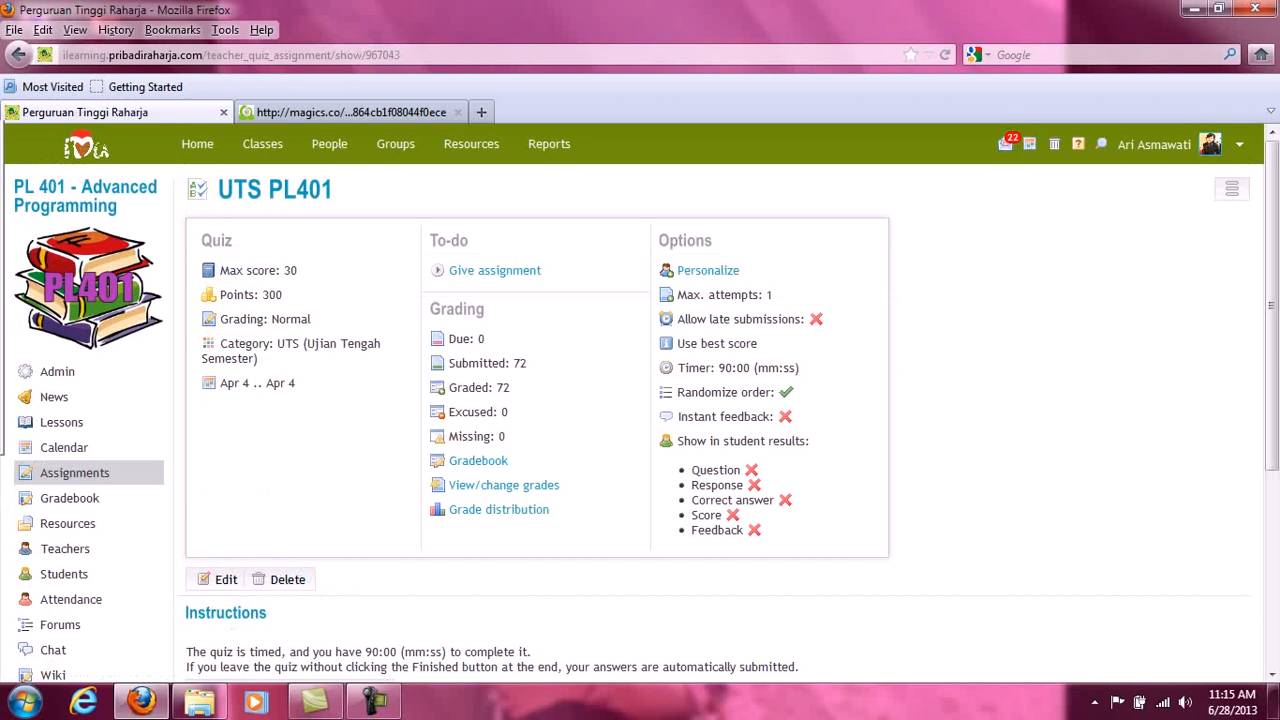 Perguruan Tinggi Raharja - Mozilla Firefox
File Edit View History Bookmarks Tools Help
ilearning.pribadiraharja.com/teacher_quiz_assignment/show/967043
Google
Most Visited Getting Started
Perguruan Tinggi Raharja
http://magics.co/...864cb1f08044f0ece
Home Classes People Groups Resources Reports
22
Ari Asmawati
PL 401 - Advanced
Programming
PL401
Admin
News
Lessons
Calendar
Assignments
Gradebook
Resources
Teachers
Students
Attendance
Forums
Chat
Wiki
UTS PL401
Quiz
Max score: 30
Points: 300
Grading: Normal
Category: UTS (Ujian Tengah
Semester)
Apr 4 .. Apr 4
To-do
Give assignment
Grading
Due: 0
Submitted: 72
Graded: 72
Excused: 0
Missing: 0
Gradebook
View/change grades
Grade distribution
Options
Personalize
Max. attempts: 1
Allow late submissions:
Use best score
Timer: 90:00 (mm:ss)
Randomize order:
Instant feedback:
Show in student results:
Question
Response
Correct answer
Score
Feedback
Edit Delete
Instructions
The quiz is timed, and you have 90:00 (mm:ss) to complete it.
If you leave the quiz without clicking the Finished button at the end, your answers are automatically submitted.
11:15 AM
6/28/2013